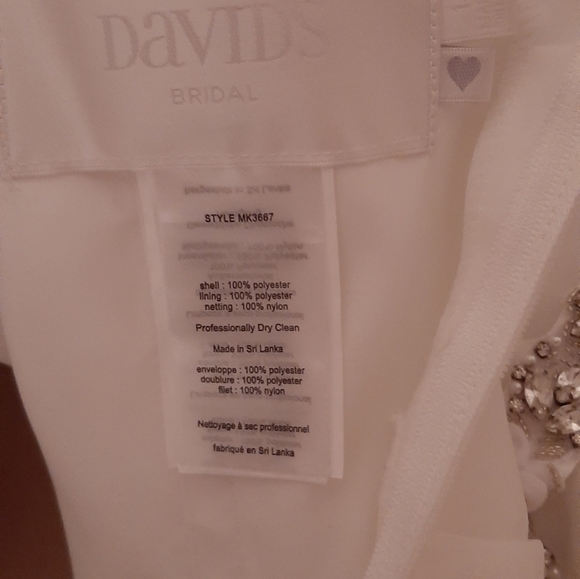 DAVID'S
BRIDAL
STYLE MK3667
shell : 100% polyester
lining : 100% polyester
netting : 100% nylon
Professionally Dry Clean
Made in Sri Lanka
enveloppe : 100% polyester
doublure : 100% polyester
filet : 100% nylon
Nettoyage à sec professionnel
fabriqué en Sri Lanka